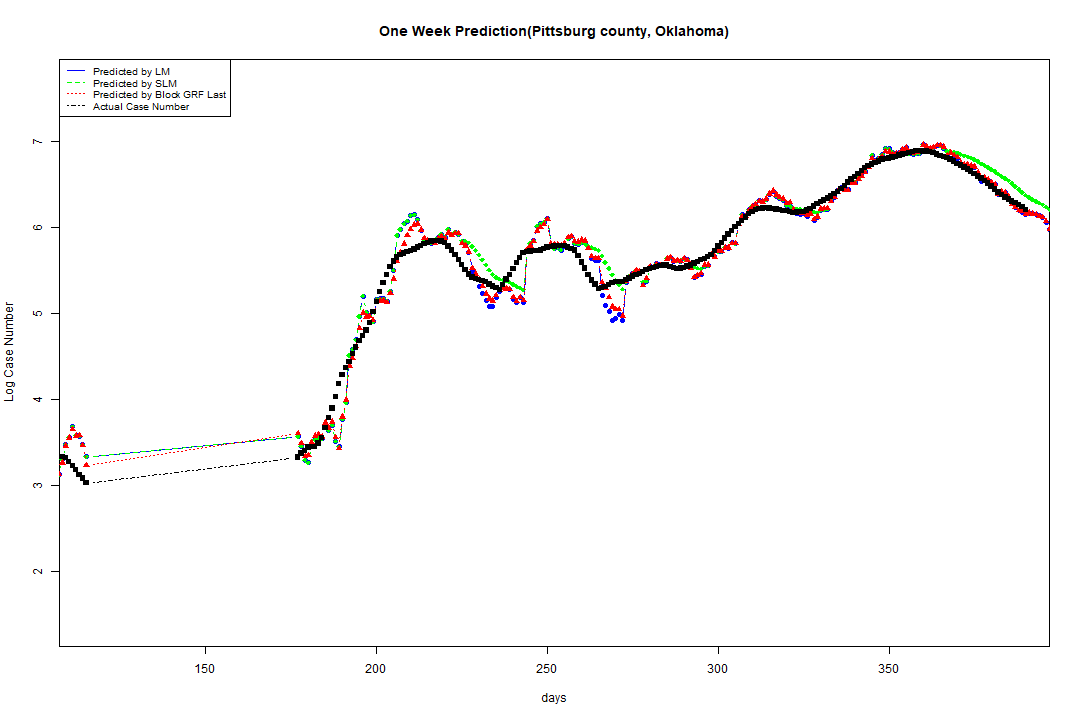 One Week Prediction(Pittsburg county, Oklahoma)
Predicted by LM
Predicted by SLM
Predicted by Block GRF Last
Actual Case Number
7
6
5
4
3
2
Log Case Number
150
200
250
300
350
days